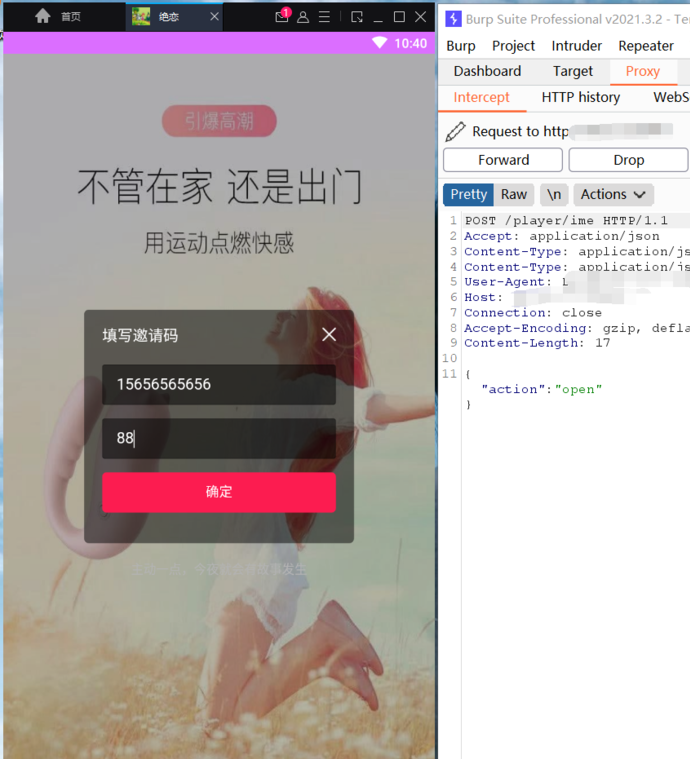 首页
绝恋
1
10:40
引爆高潮
不管在家 还是出门
用运动点燃快感
填写邀请码
15656565656
88
确定
Burp Suite Professional v2021.3.2 - Te
Burp Project Intruder Repeater
Dashboard Target Proxy
Intercept HTTP history WebS
Request to http
Forward Drop
Pretty Raw \n Actions
1 POST /player/ime HTTP/1.1
2 Accept: application/json
3 Content-Type: application/js
4 Content-Type: application/js
5 User-Agent:
6 Host:
7 Connection: close
8 Accept-Encoding: gzip, defla
9 Content-Length: 17
10
11 {
"action":"open"
}